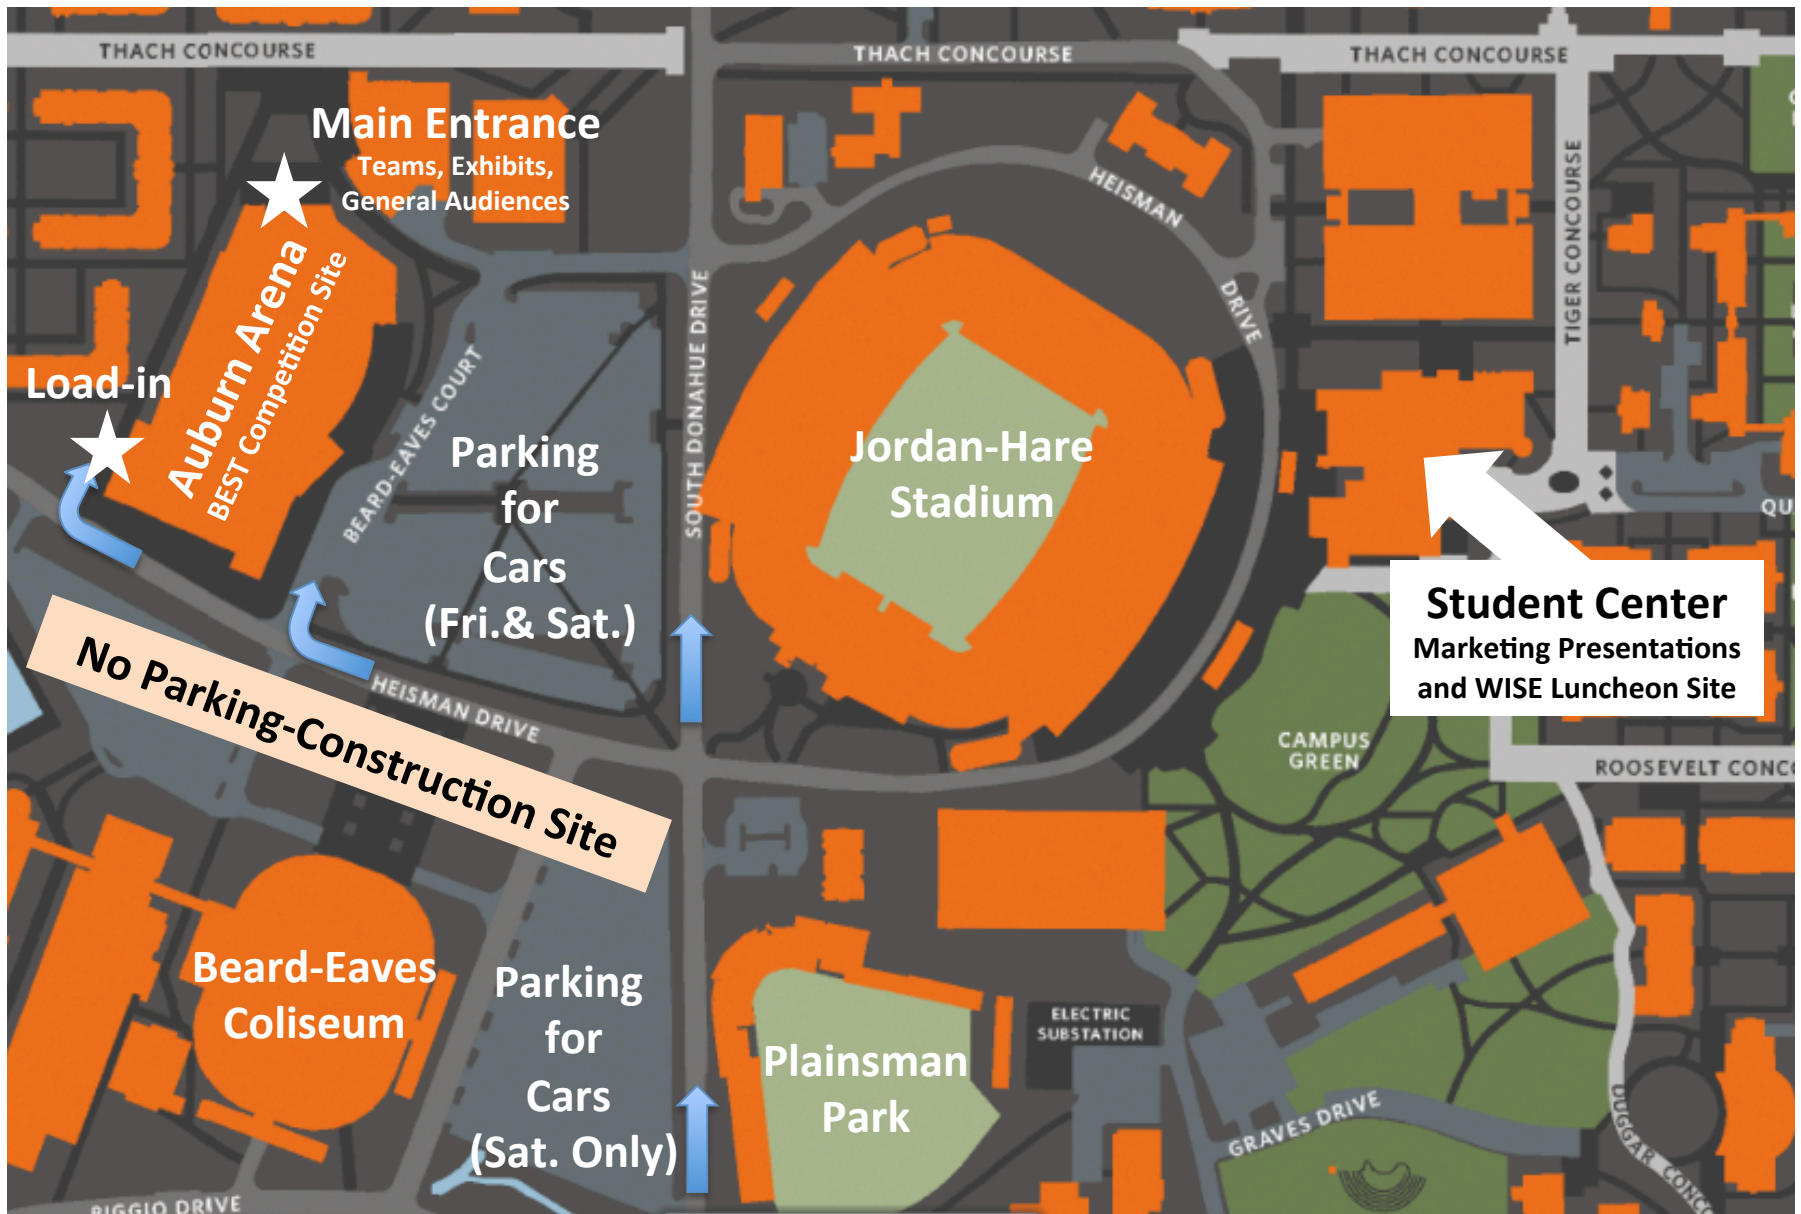 THACH CONCOURSE
THACH CONCOURSE
THACH CONCOURSE
Main Entrance
Teams, Exhibits,
General Audiences
HEISMAN
DRIVE
TIGER CONCOURSE
Auburn Arena
BEST Competition Site
Load-in
BEARD-EAVES COURT
SOUTH DONAHUE DRIVE
Parking
for
Cars
(Fri.& Sat.)
Jordan-Hare
Stadium
QU
Student Center
Marketing Presentations
and WISE Luncheon Site
No Parking-Construction Site
HEISMAN DRIVE
CAMPUS
GREEN
ROOSEVELT CONC
Beard-Eaves
Coliseum
Parking
for
Cars
(Sat. Only)
Plainsman
Park
ELECTRIC
SUBSTATION
GRAVES DRIVE
DUGGAR CONCO
BIGGIO DRIVE